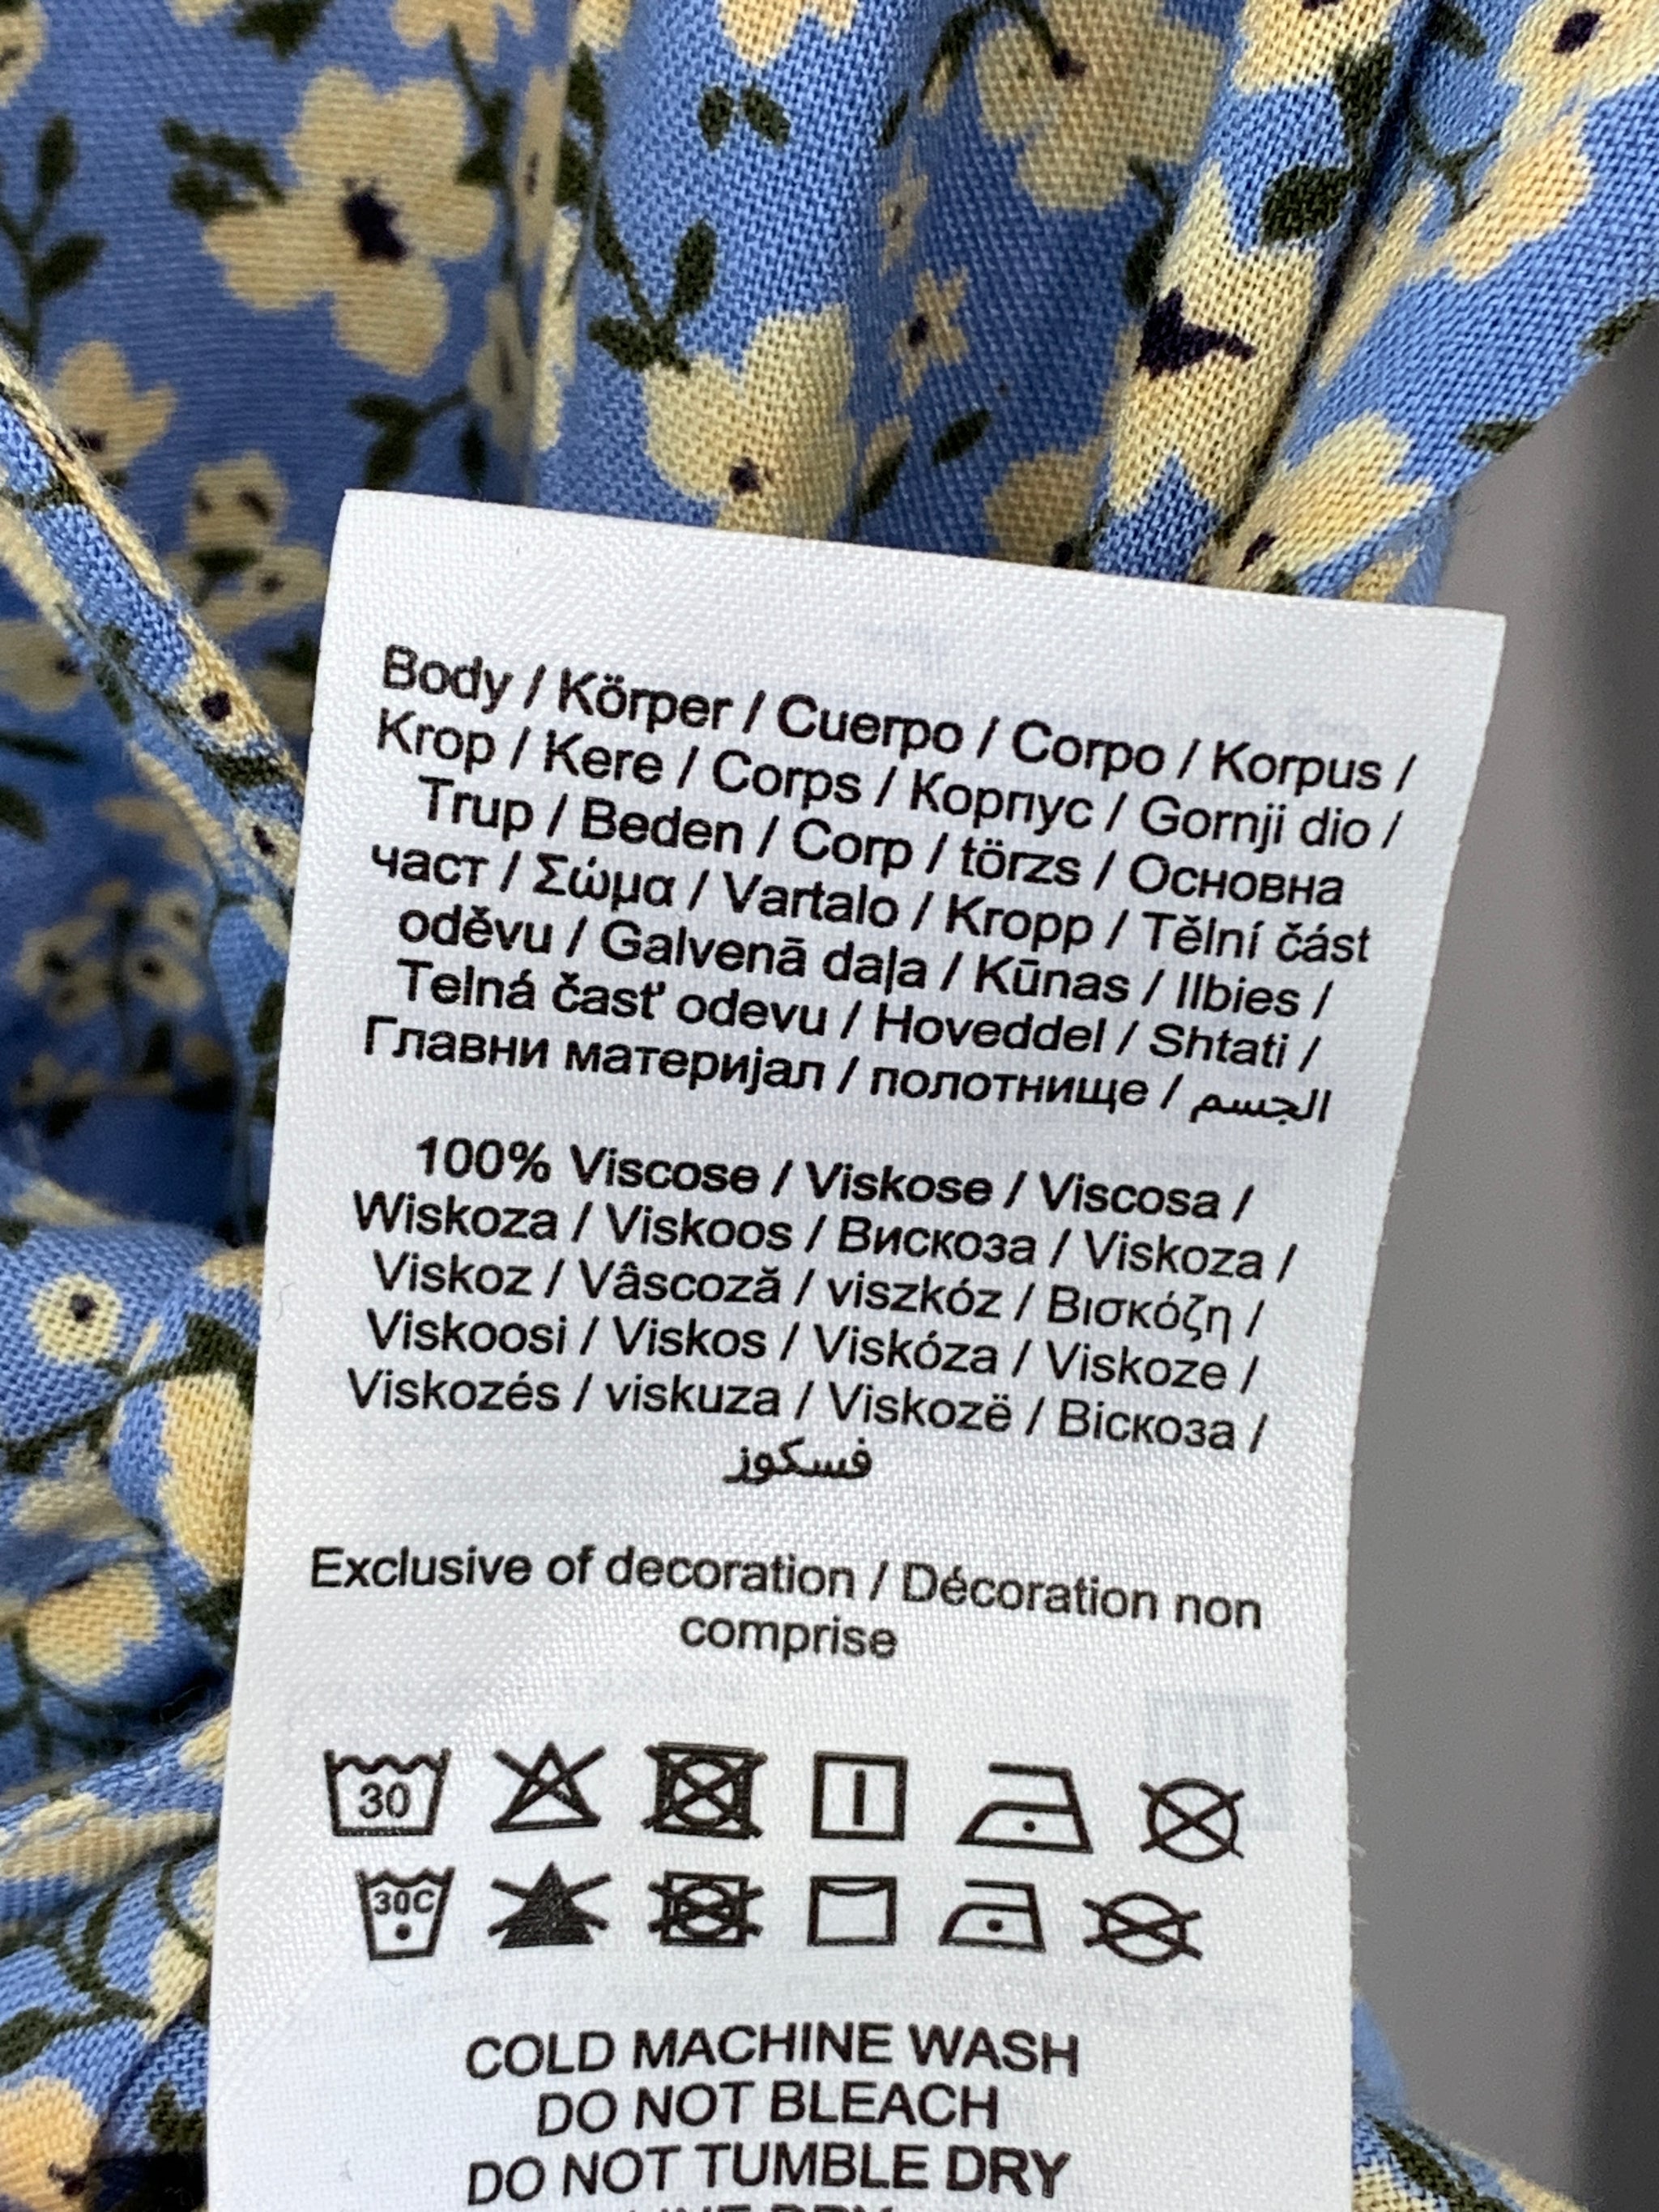 Body / Körper / Cuerpo / Corpo / Korpus /
Krop / Kere / Corps / Корпус / Gornji dio /
Trup / Beden / Corp / törzs / Основна
част / Σώμα / Vartalo / Kropp / Tělní část
oděvu / Galvenā daļa / Kūnas / Ilbies /
Telná časť odevu / Hoveddel / Shtati /
Главни материјал / полотнище / الجسم
100% Viscose / Viskose / Viscosa /
Wiskoza / Viskoos / Вискоза / Viskoza /
Viskoz / Vâscoză / viszkóz / Βισκόζη /
Viskoosi / Viskos / Viskóza / Viskoze /
Viskozés / viskuza / Viskozë / Віскоза /
فسكوز
Exclusive of decoration / Décoration non
comprise
30
30C
COLD MACHINE WASH
DO NOT BLEACH
DO NOT TUMBLE DRY